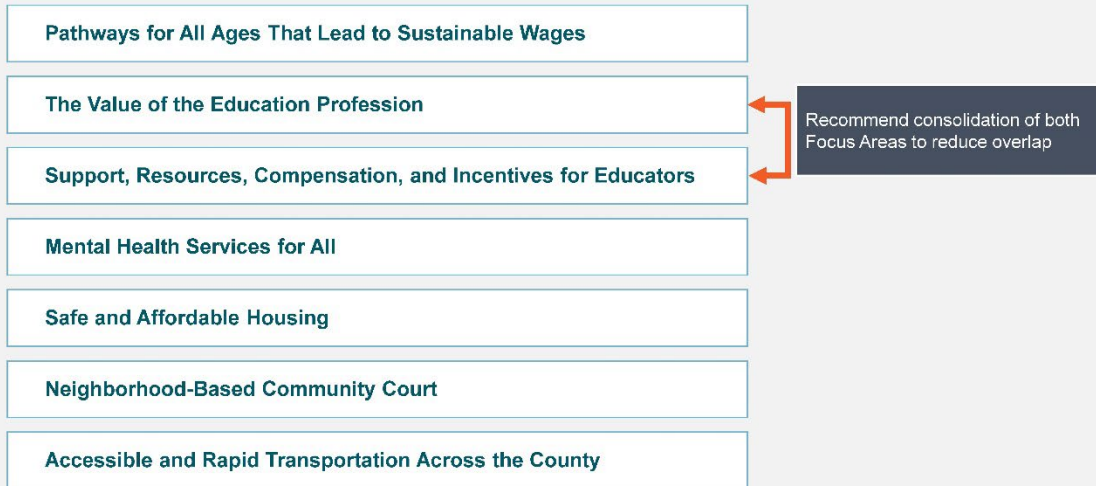 Pathways for All Ages That Lead to Sustainable Wages
The Value of the Education Profession
Recommend consolidation of both
Focus Areas to reduce overlap
Support, Resources, Compensation, and Incentives for Educators
Mental Health Services for All
Safe and Affordable Housing
Neighborhood-Based Community Court
Accessible and Rapid Transportation Across the County